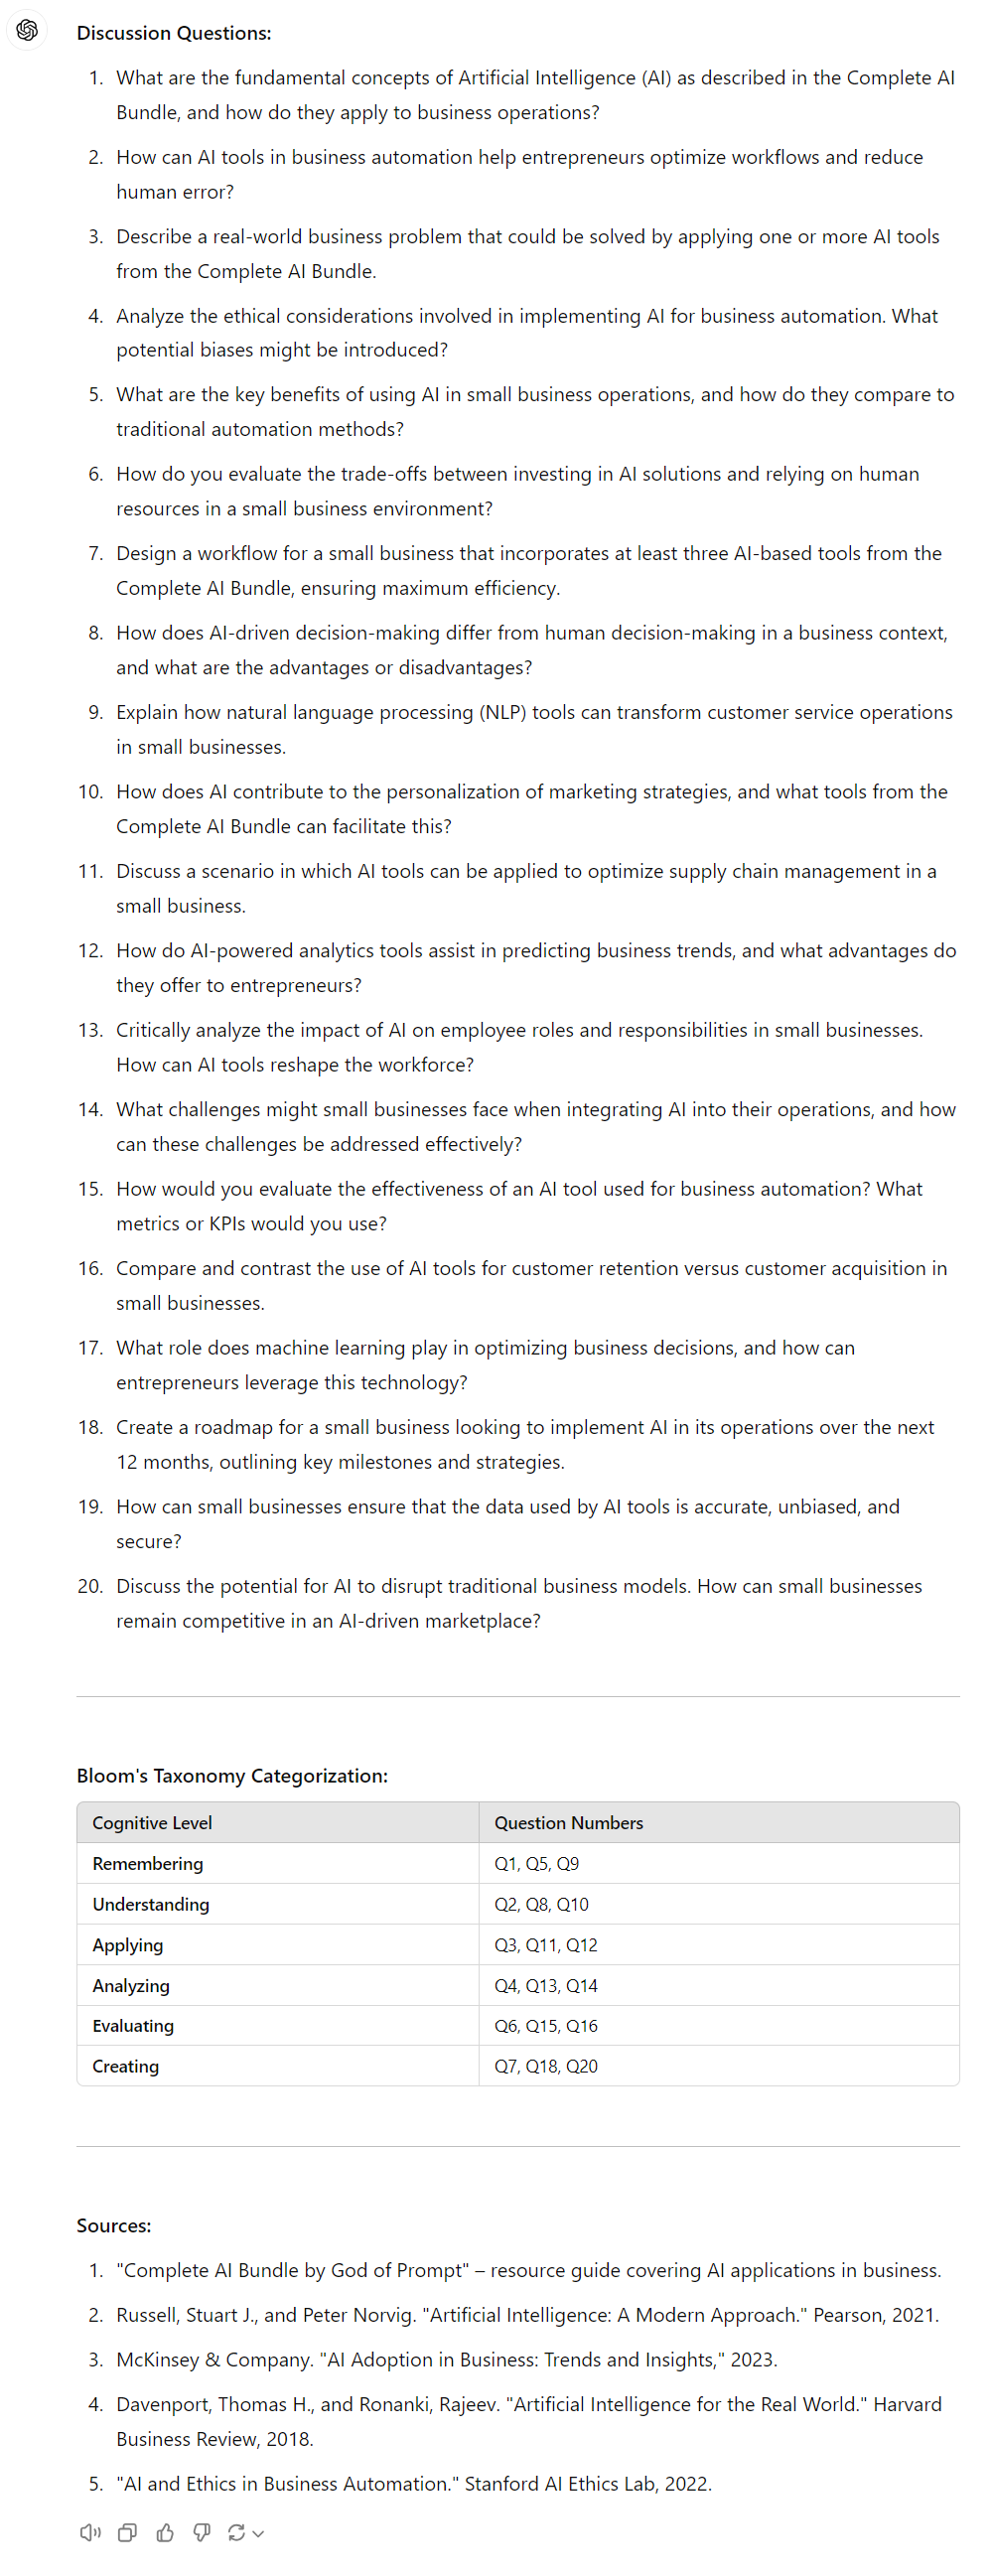 Discussion Questions:
1. What are the fundamental concepts of Artificial Intelligence (AI) as described in the Complete AI
Bundle, and how do they apply to business operations?
2. How can AI tools in business automation help entrepreneurs optimize workflows and reduce
human error?
3. Describe a real-world business problem that could be solved by applying one or more AI tools
from the Complete AI Bundle.
4. Analyze the ethical considerations involved in implementing AI for business automation. What
potential biases might be introduced?
5. What are the key benefits of using AI in small business operations, and how do they compare to
traditional automation methods?
6. How do you evaluate the trade-offs between investing in AI solutions and relying on human
resources in a small business environment?
7. Design a workflow for a small business that incorporates at least three AI-based tools from the
Complete AI Bundle, ensuring maximum efficiency.
8. How does AI-driven decision-making differ from human decision-making in a business context,
and what are the advantages or disadvantages?
9. Explain how natural language processing (NLP) tools can transform customer service operations
in small businesses.
10. How does AI contribute to the personalization of marketing strategies, and what tools from the
Complete AI Bundle can facilitate this?
11. Discuss a scenario in which AI tools can be applied to optimize supply chain management in a
small business.
12. How do AI-powered analytics tools assist in predicting business trends, and what advantages do
they offer to entrepreneurs?
13. Critically analyze the impact of AI on employee roles and responsibilities in small businesses.
How can AI tools reshape the workforce?
14. What challenges might small businesses face when integrating AI into their operations, and how
can these challenges be addressed effectively?
15. How would you evaluate the effectiveness of an AI tool used for business automation? What
metrics or KPIs would you use?
16. Compare and contrast the use of AI tools for customer retention versus customer acquisition in
small businesses.
17. What role does machine learning play in optimizing business decisions, and how can
entrepreneurs leverage this technology?
18. Create a roadmap for a small business looking to implement AI in its operations over the next
12 months, outlining key milestones and strategies.
19. How can small businesses ensure that the data used by AI tools is accurate, unbiased, and
secure?
20. Discuss the potential for AI to disrupt traditional business models. How can small businesses
remain competitive in an AI-driven marketplace?
Bloom's Taxonomy Categorization:
Cognitive Level Question Numbers
Remembering Q1, Q5, Q9
Understanding Q2, Q8, Q10
Applying Q3, Q11, Q12
Analyzing Q4, Q13, Q14
Evaluating Q6, Q15, Q16
Creating Q7, Q18, Q20
Sources:
1. "Complete AI Bundle by God of Prompt" – resource guide covering AI applications in business.
2. Russell, Stuart J., and Peter Norvig. "Artificial Intelligence: A Modern Approach." Pearson, 2021.
3. McKinsey & Company. "AI Adoption in Business: Trends and Insights," 2023.
4. Davenport, Thomas H., and Ronanki, Rajeev. "Artificial Intelligence for the Real World." Harvard
Business Review, 2018.
5. "AI and Ethics in Business Automation." Stanford AI Ethics Lab, 2022.